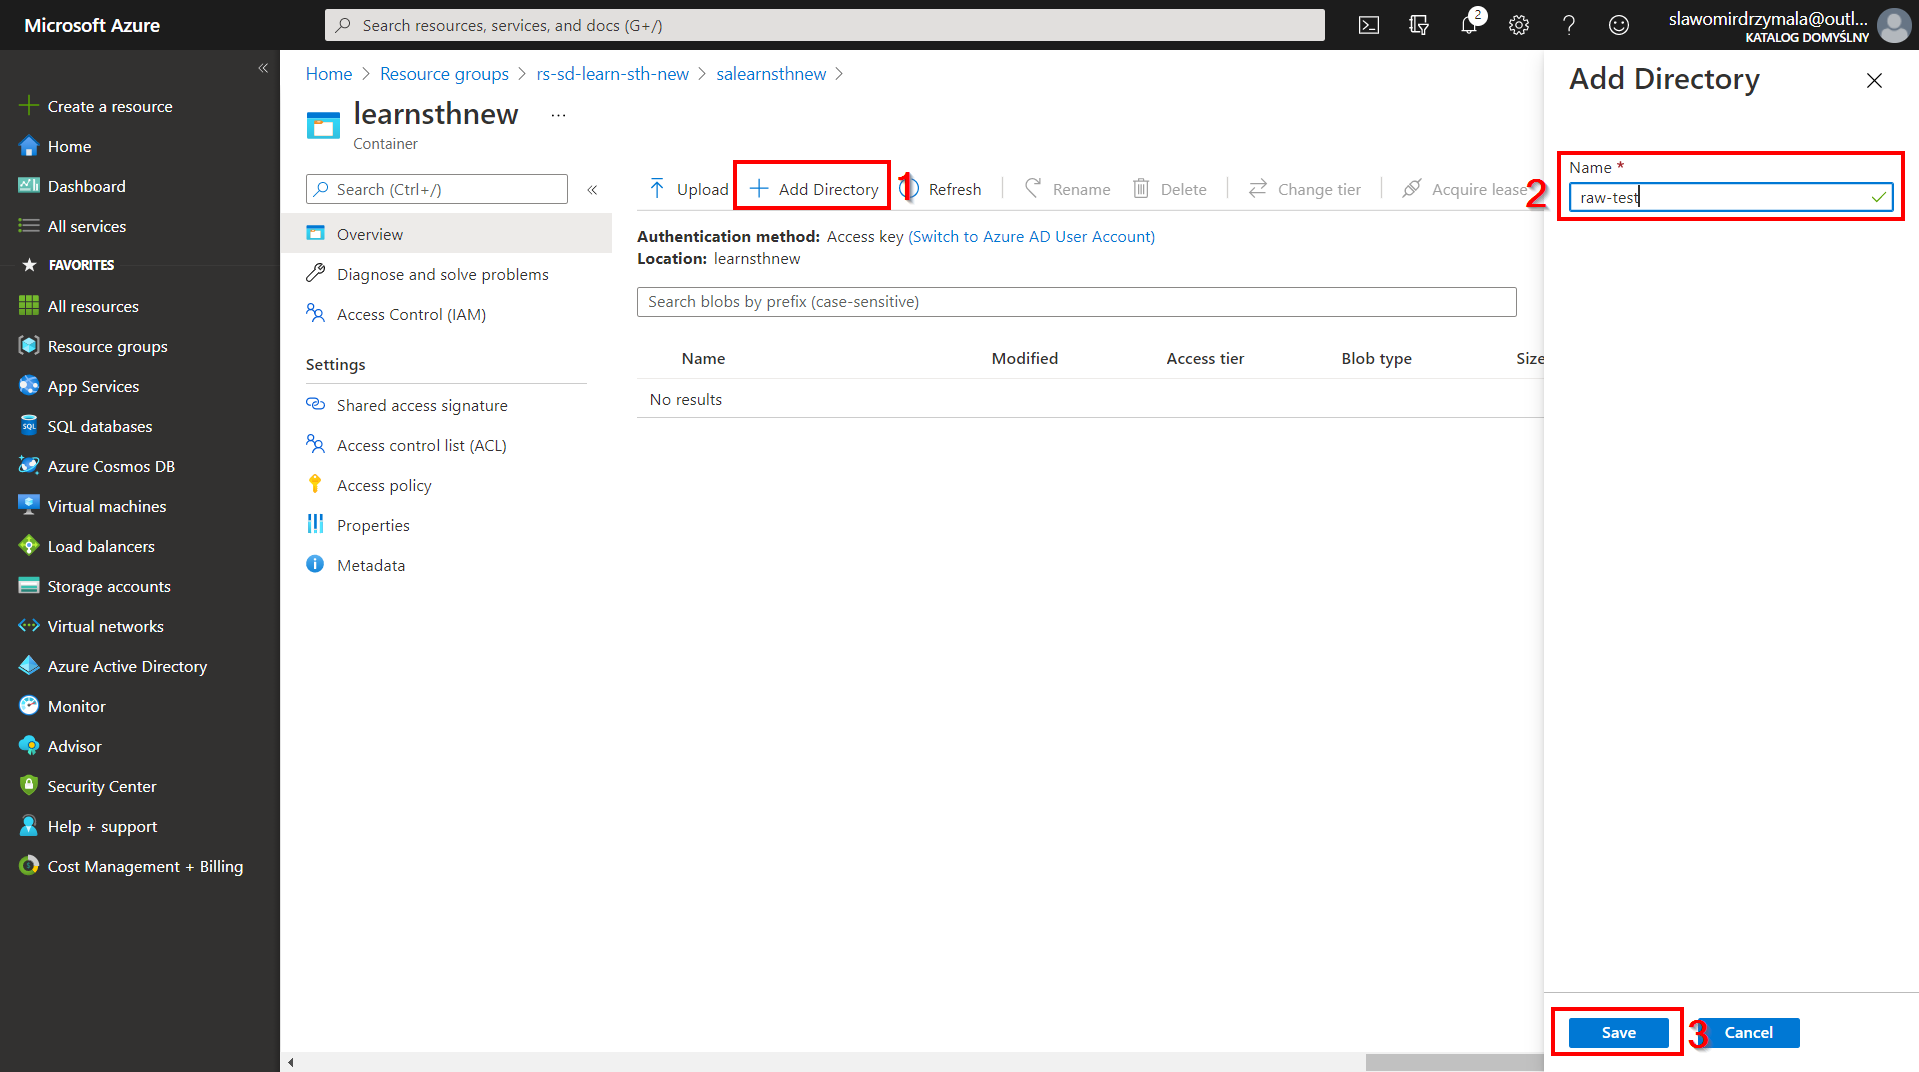 Microsoft Azure
Search resources, services, and docs (G+/)
2
slawomirdrzymala@outl...
KATALOG DOMYŚLNY
Create a resource
Home
Dashboard
All services
FAVORITES
All resources
Resource groups
App Services
SQL databases
Azure Cosmos DB
Virtual machines
Load balancers
Storage accounts
Virtual networks
Azure Active Directory
Monitor
Advisor
Security Center
Help + support
Cost Management + Billing
Home > Resource groups > rs-sd-learn-sth-new > salearnsthnew >
learnsthnew ...
Container
Search (Ctrl+/)
Overview
Diagnose and solve problems
Access Control (IAM)
Settings
Shared access signature
Access control list (ACL)
Access policy
Properties
Metadata
Upload Add Directory 1 Refresh Rename Delete Change tier Acquire lease
Authentication method: Access key (Switch to Azure AD User Account)
Location: learnsthnew
Search blobs by prefix (case-sensitive)
Name Modified Access tier Blob type Size
No results
Add Directory
Name *
2 raw-test
Save 3 Cancel